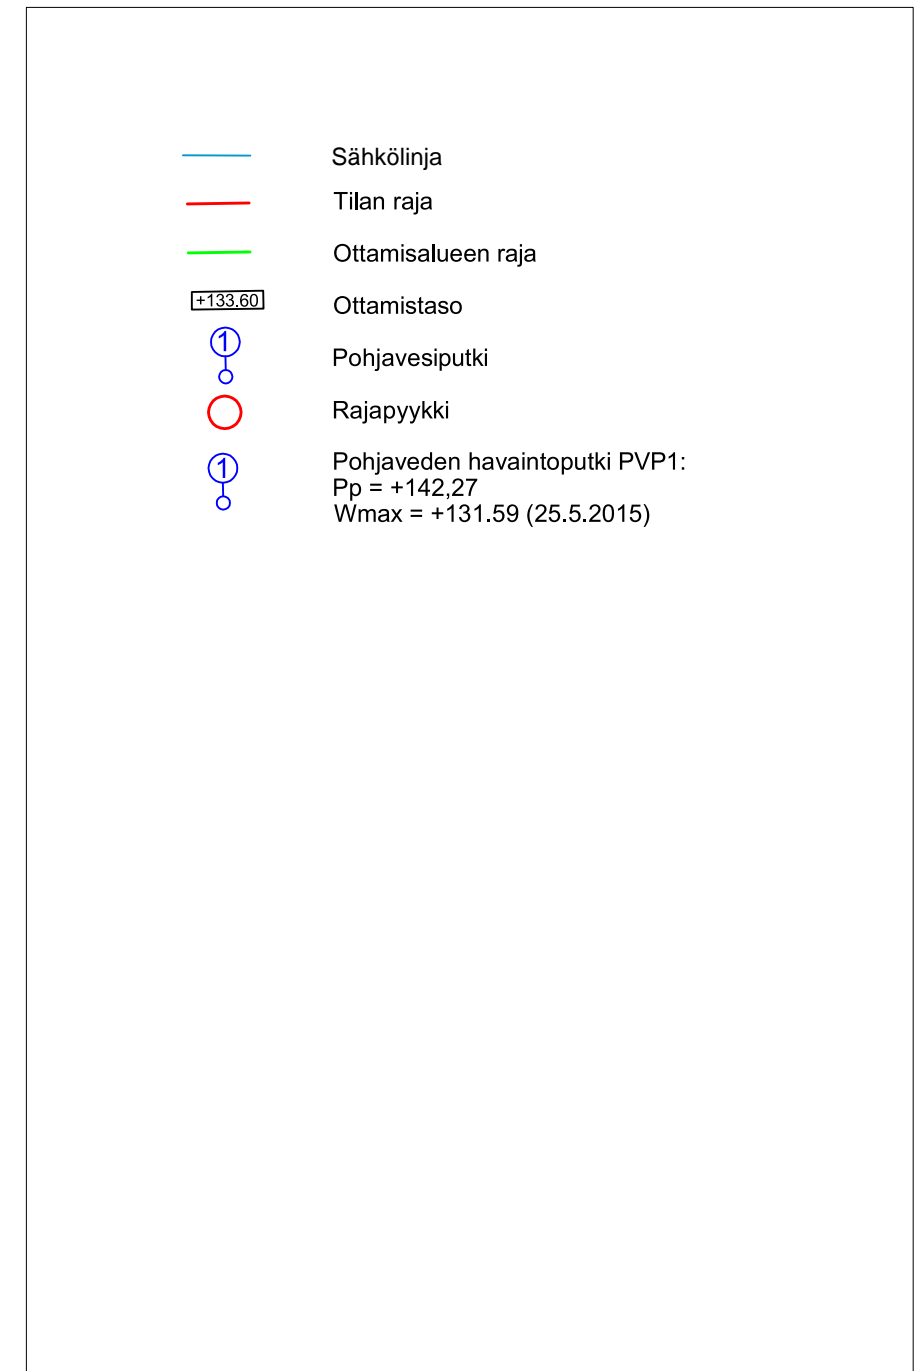 Sähkölinja
Tilan raja
Ottamisalueen raja
+133.60 Ottamistaso
1 Pohjavesiputki
Rajapyykki
1 Pohjaveden havaintoputki PVP1:
Pp = +142,27
Wmax = +131.59 (25.5.2015)